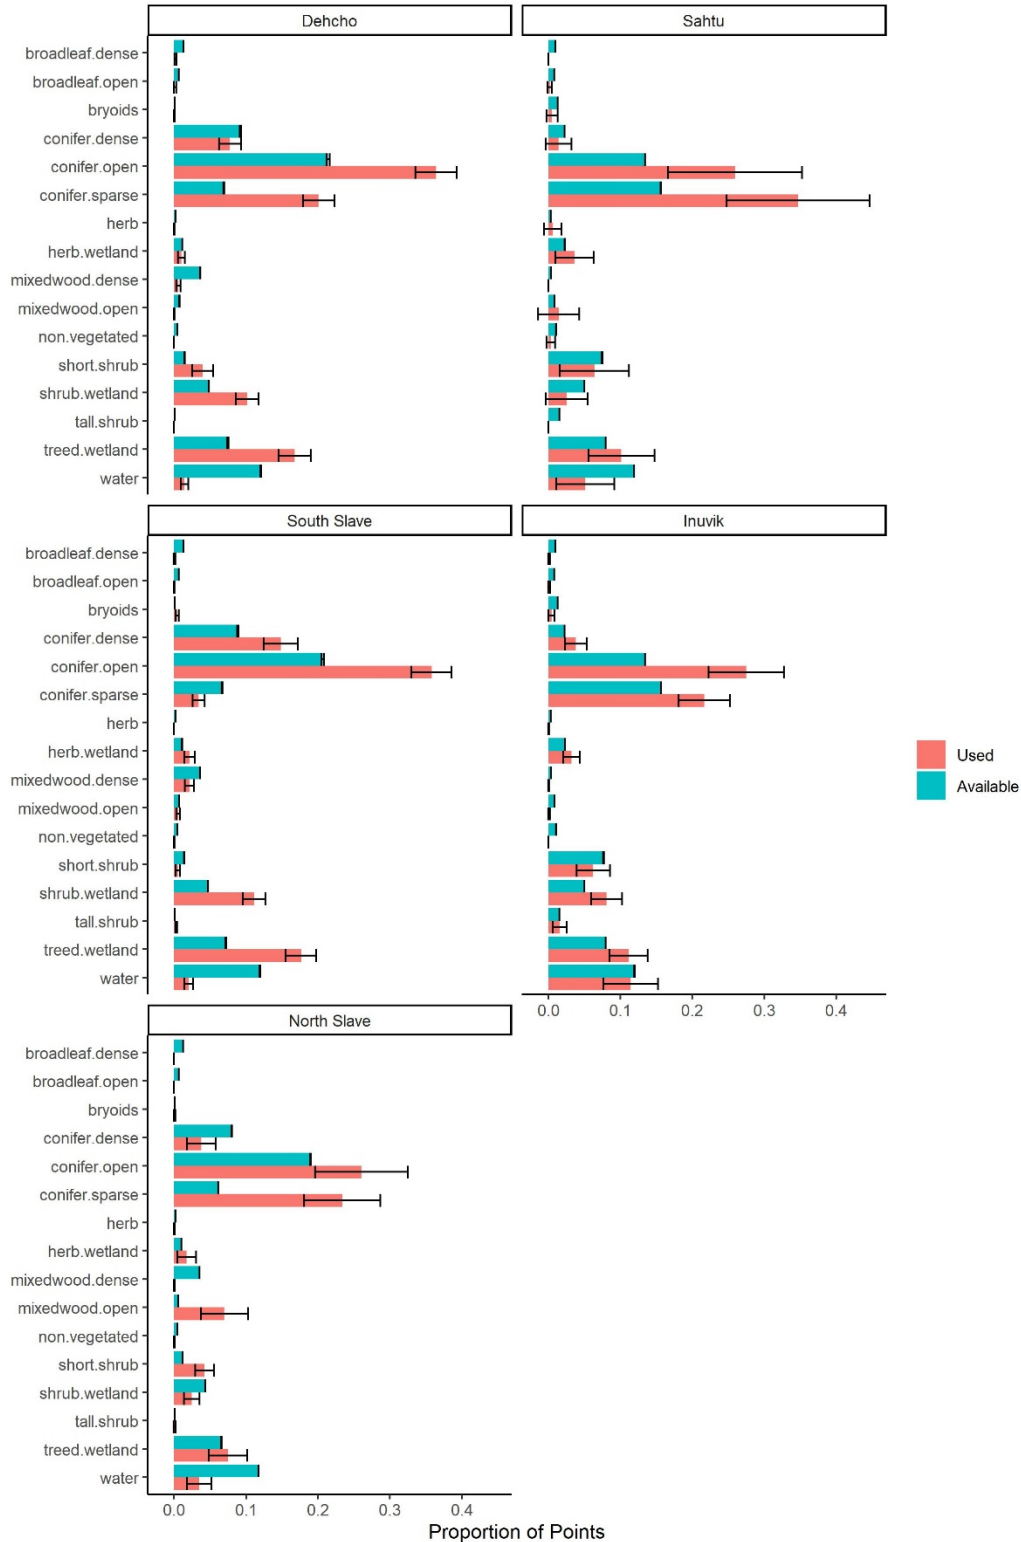 Dehcho
Sahtu
broadleaf.dense
broadleaf.open
bryoids
conifer.dense
conifer.open
conifer.sparse
herb
herb.wetland
mixedwood.dense
mixedwood.open
non.vegetated
short.shrub
shrub.wetland
tall.shrub
treed.wetland
water
South Slave
Inuvik
broadleaf.dense
broadleaf.open
bryoids
conifer.dense
conifer.open
conifer.sparse
herb
herb.wetland
mixedwood.dense
mixedwood.open
non.vegetated
short.shrub
shrub.wetland
tall.shrub
treed.wetland
water
0.0 0.1 0.2 0.3 0.4
Used
Available
North Slave
broadleaf.dense
broadleaf.open
bryoids
conifer.dense
conifer.open
conifer.sparse
herb
herb.wetland
mixedwood.dense
mixedwood.open
non.vegetated
short.shrub
shrub.wetland
tall.shrub
treed.wetland
water
0.0 0.1 0.2 0.3 0.4
Proportion of Points